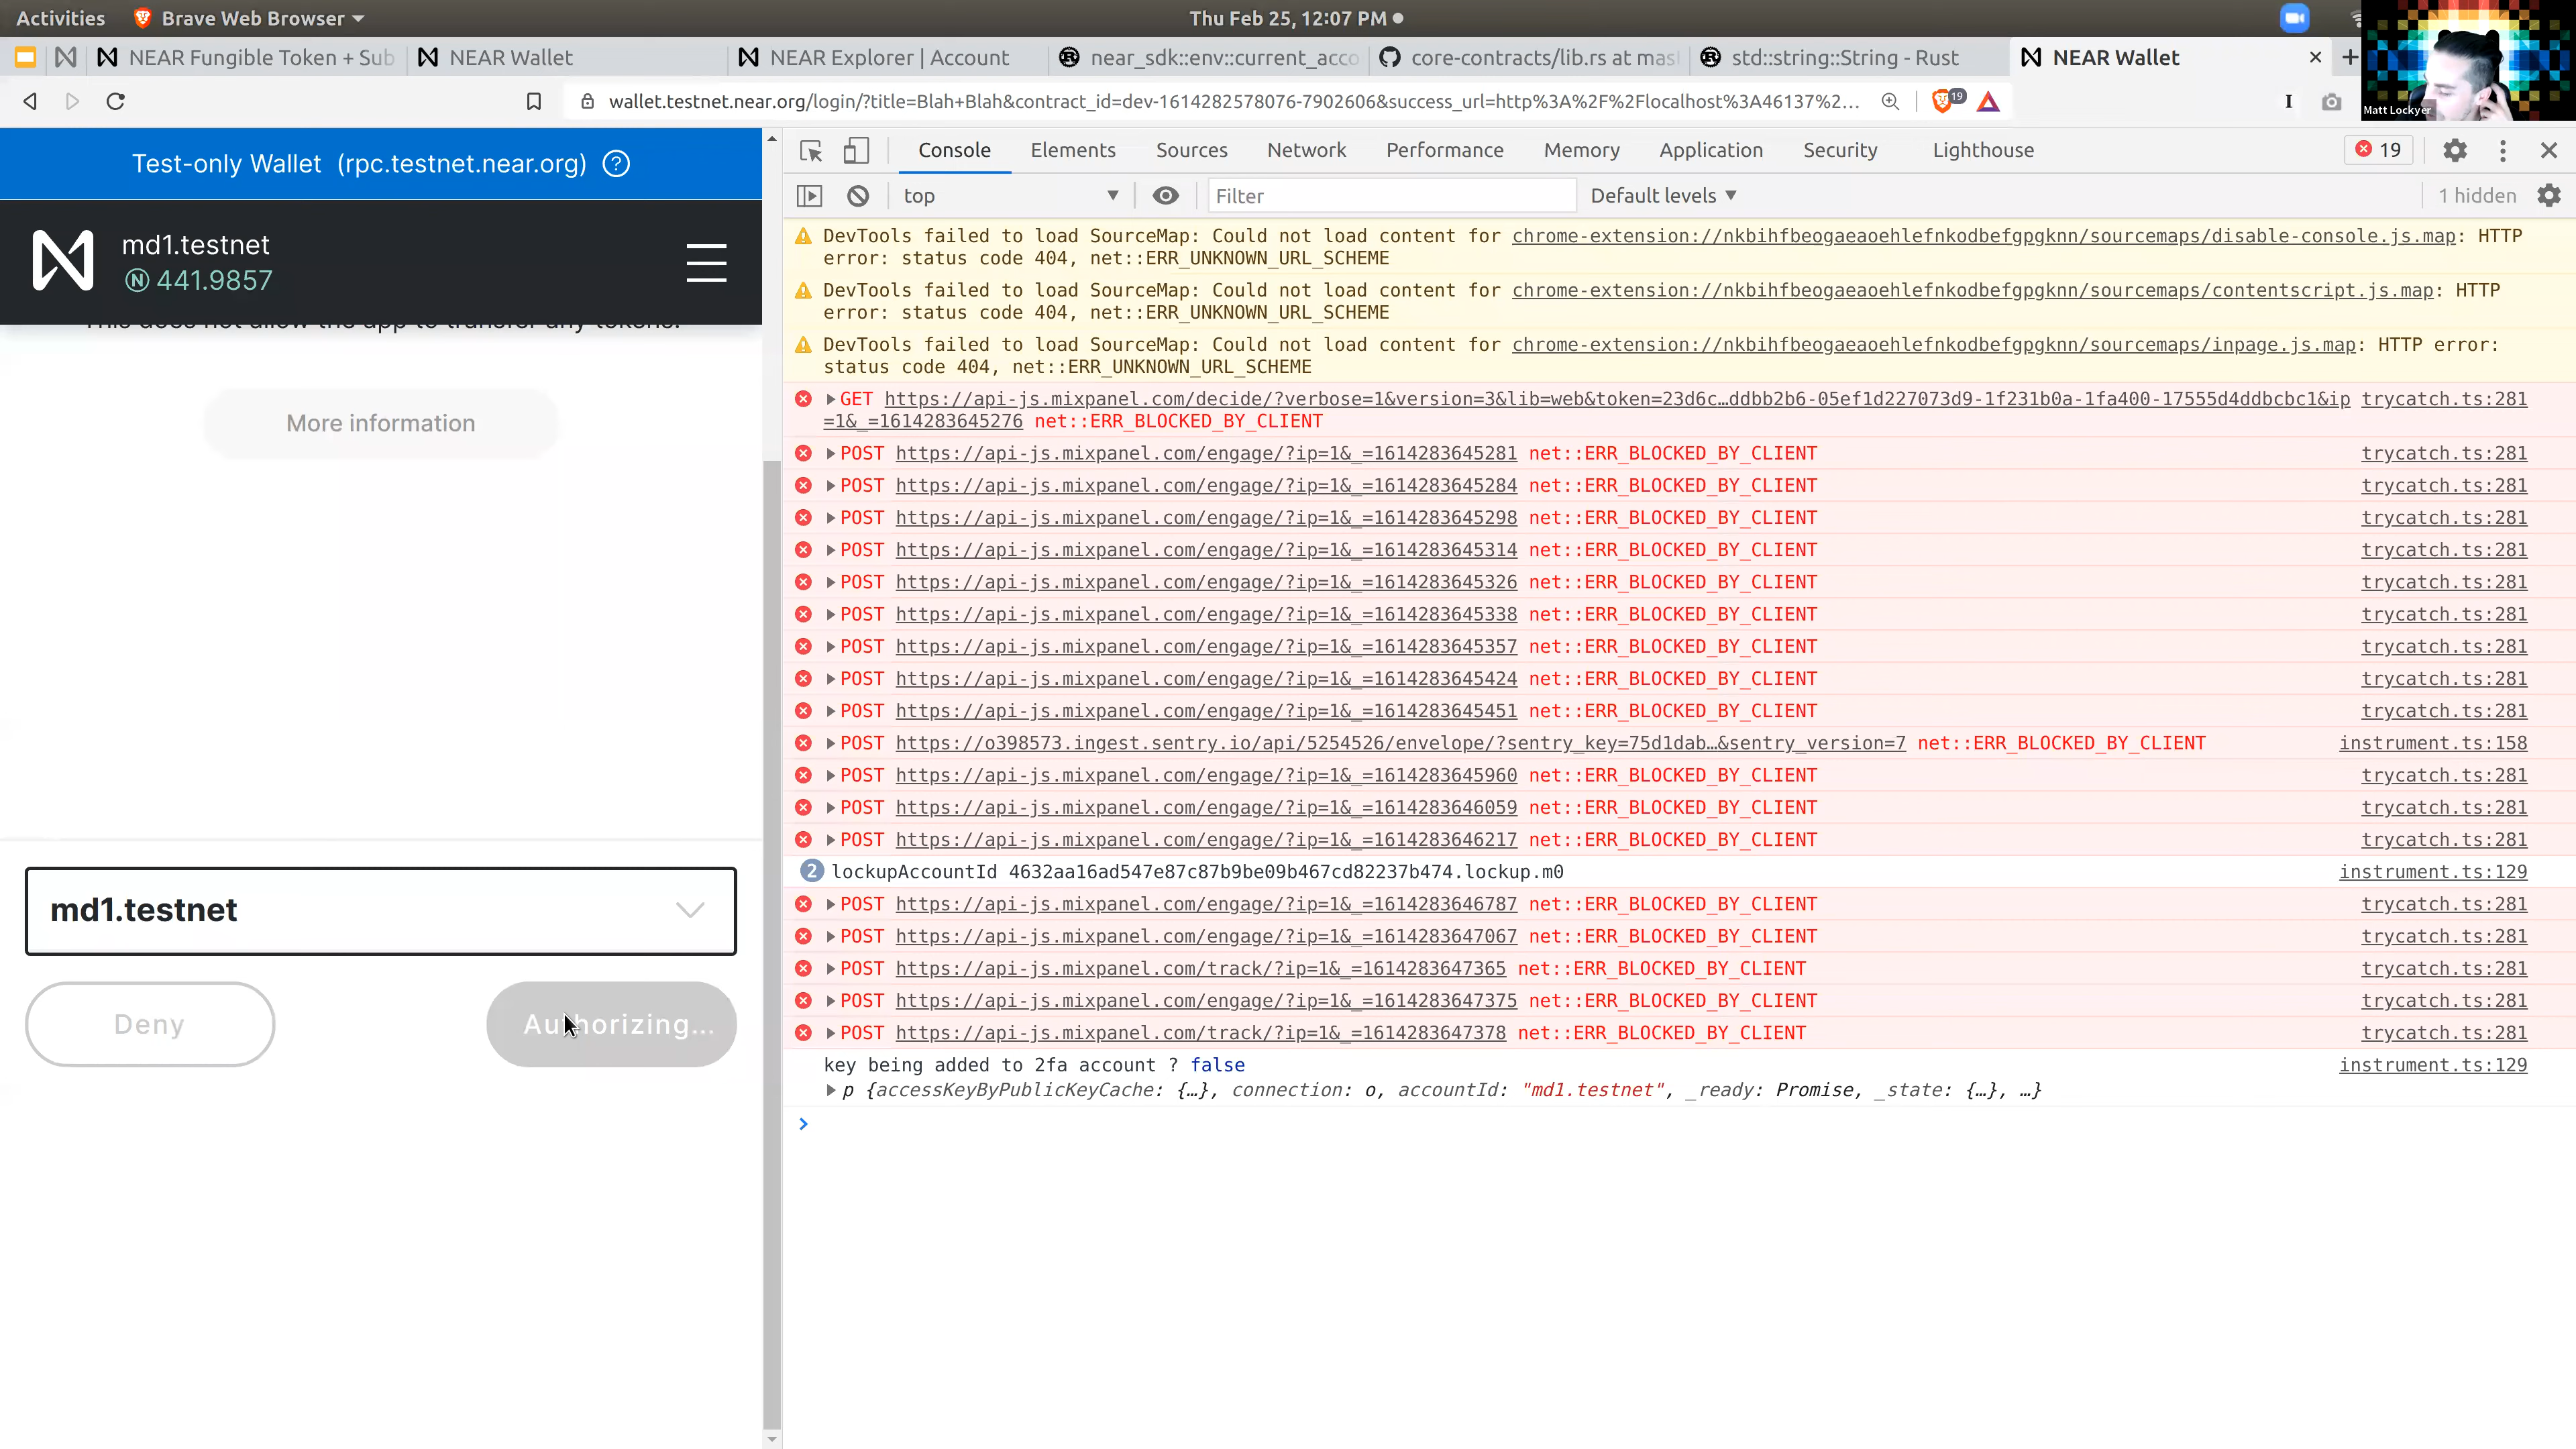 Activities
Brave Web Browser
Thu Feb 25, 12:07 PM
NEAR Fungible Token + Sub
NEAR Wallet
NEAR Explorer | Account
near_sdk::env::current_acco
core-contracts/lib.rs at mas
std::string::String - Rust
NEAR Wallet
wallet.testnet.near.org/login/?title=Blah+Blah&contract_id=dev-1614282578076-7902606&success_url=http%3A%2F%2Flocalhost%3A46137%2...
19
Matt Lockyer
Test-only Wallet (rpc.testnet.near.org) ?
md1.testnet
441.9857
This does not allow the app to transfer any tokens.
More information
md1.testnet
Deny
Authorizing...
Console Elements Sources Network Performance Memory Application Security Lighthouse
19
top
Filter
Default levels
1 hidden
DevTools failed to load SourceMap: Could not load content for chrome-extension://nkbihfbeogaeaoehlefnkodbefgpgknn/sourcemaps/disable-console.js.map: HTTP
error: status code 404, net::ERR_UNKNOWN_URL_SCHEME
DevTools failed to load SourceMap: Could not load content for chrome-extension://nkbihfbeogaeaoehlefnkodbefgpgknn/sourcemaps/contentscript.js.map: HTTP
error: status code 404, net::ERR_UNKNOWN_URL_SCHEME
DevTools failed to load SourceMap: Could not load content for chrome-extension://nkbihfbeogaeaoehlefnkodbefgpgknn/sourcemaps/inpage.js.map: HTTP error:
status code 404, net::ERR_UNKNOWN_URL_SCHEME
GET https://api-js.mixpanel.com/decide/?verbose=1&version=3&lib=web&token=23d6c…ddbb2b6-05ef1d227073d9-1f231b0a-1fa400-17555d4ddbcbc1&ip trycatch.ts:281
=1&_=1614283645276 net::ERR_BLOCKED_BY_CLIENT
POST https://api-js.mixpanel.com/engage/?ip=1&_=1614283645281 net::ERR_BLOCKED_BY_CLIENT trycatch.ts:281
POST https://api-js.mixpanel.com/engage/?ip=1&_=1614283645284 net::ERR_BLOCKED_BY_CLIENT trycatch.ts:281
POST https://api-js.mixpanel.com/engage/?ip=1&_=1614283645298 net::ERR_BLOCKED_BY_CLIENT trycatch.ts:281
POST https://api-js.mixpanel.com/engage/?ip=1&_=1614283645314 net::ERR_BLOCKED_BY_CLIENT trycatch.ts:281
POST https://api-js.mixpanel.com/engage/?ip=1&_=1614283645326 net::ERR_BLOCKED_BY_CLIENT trycatch.ts:281
POST https://api-js.mixpanel.com/engage/?ip=1&_=1614283645338 net::ERR_BLOCKED_BY_CLIENT trycatch.ts:281
POST https://api-js.mixpanel.com/engage/?ip=1&_=1614283645357 net::ERR_BLOCKED_BY_CLIENT trycatch.ts:281
POST https://api-js.mixpanel.com/engage/?ip=1&_=1614283645424 net::ERR_BLOCKED_BY_CLIENT trycatch.ts:281
POST https://api-js.mixpanel.com/engage/?ip=1&_=1614283645451 net::ERR_BLOCKED_BY_CLIENT trycatch.ts:281
POST https://o398573.ingest.sentry.io/api/5254526/envelope/?sentry_key=75d1dab…&sentry_version=7 net::ERR_BLOCKED_BY_CLIENT instrument.ts:158
POST https://api-js.mixpanel.com/engage/?ip=1&_=1614283645960 net::ERR_BLOCKED_BY_CLIENT trycatch.ts:281
POST https://api-js.mixpanel.com/engage/?ip=1&_=1614283646059 net::ERR_BLOCKED_BY_CLIENT trycatch.ts:281
POST https://api-js.mixpanel.com/engage/?ip=1&_=1614283646217 net::ERR_BLOCKED_BY_CLIENT trycatch.ts:281
2 lockupAccountId 4632aa16ad547e87c87b9be09b467cd82237b474.lockup.m0 instrument.ts:129
POST https://api-js.mixpanel.com/engage/?ip=1&_=1614283646787 net::ERR_BLOCKED_BY_CLIENT trycatch.ts:281
POST https://api-js.mixpanel.com/engage/?ip=1&_=1614283647067 net::ERR_BLOCKED_BY_CLIENT trycatch.ts:281
POST https://api-js.mixpanel.com/track/?ip=1&_=1614283647365 net::ERR_BLOCKED_BY_CLIENT trycatch.ts:281
POST https://api-js.mixpanel.com/engage/?ip=1&_=1614283647375 net::ERR_BLOCKED_BY_CLIENT trycatch.ts:281
POST https://api-js.mixpanel.com/track/?ip=1&_=1614283647378 net::ERR_BLOCKED_BY_CLIENT trycatch.ts:281
key being added to 2fa account ? false instrument.ts:129
p {accessKeyByPublicKeyCache: {…}, connection: o, accountId: "md1.testnet", _ready: Promise, _state: {…}, …}